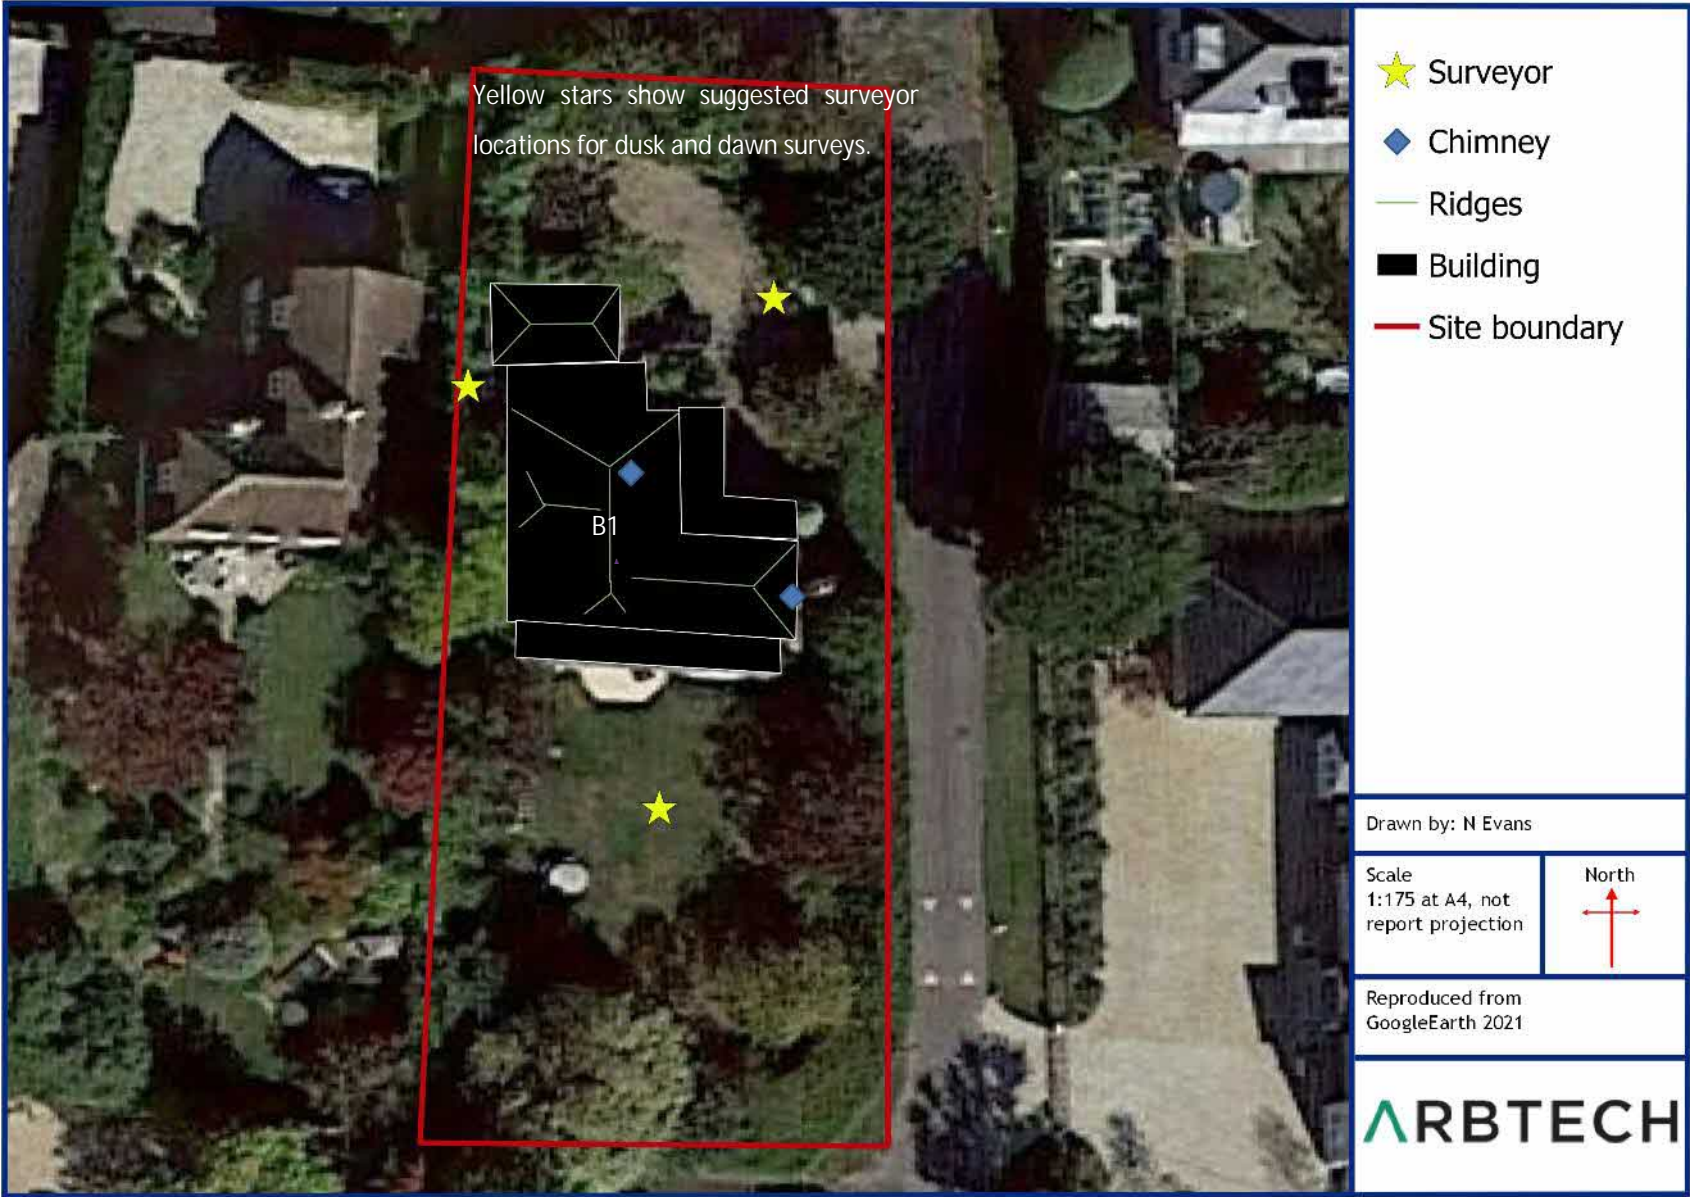 Yellow stars show suggested surveyor
locations for dusk and dawn surveys.
B1
Surveyor
Chimney
Ridges
Building
Site boundary
Drawn by: N Evans
Scale
1:175 at A4, not
report projection
North
Reproduced from
GoogleEarth 2021
ARBTECH